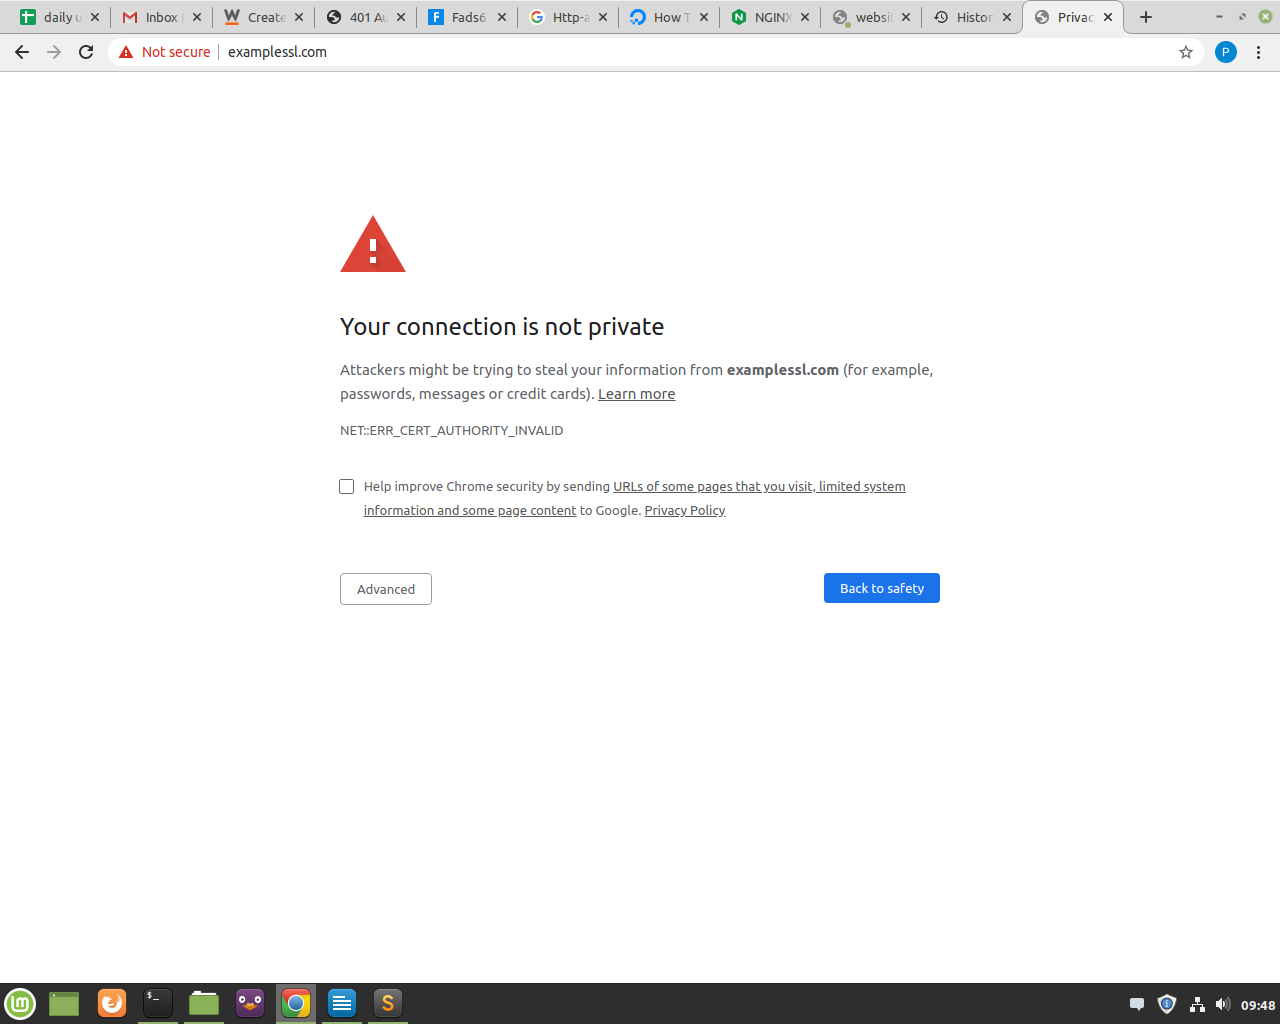 daily u
Inbox
Create
401 Au
Fads6
Http-a
How T
NGINX
websit
Histor
Privac
Not secure
examplessl.com
P
Your connection is not private
Attackers might be trying to steal your information from examplessl.com (for example,
passwords, messages or credit cards). Learn more
NET::ERR_CERT_AUTHORITY_INVALID
Help improve Chrome security by sending URLs of some pages that you visit, limited system
information and some page content to Google. Privacy Policy
Advanced
Back to safety
09:48